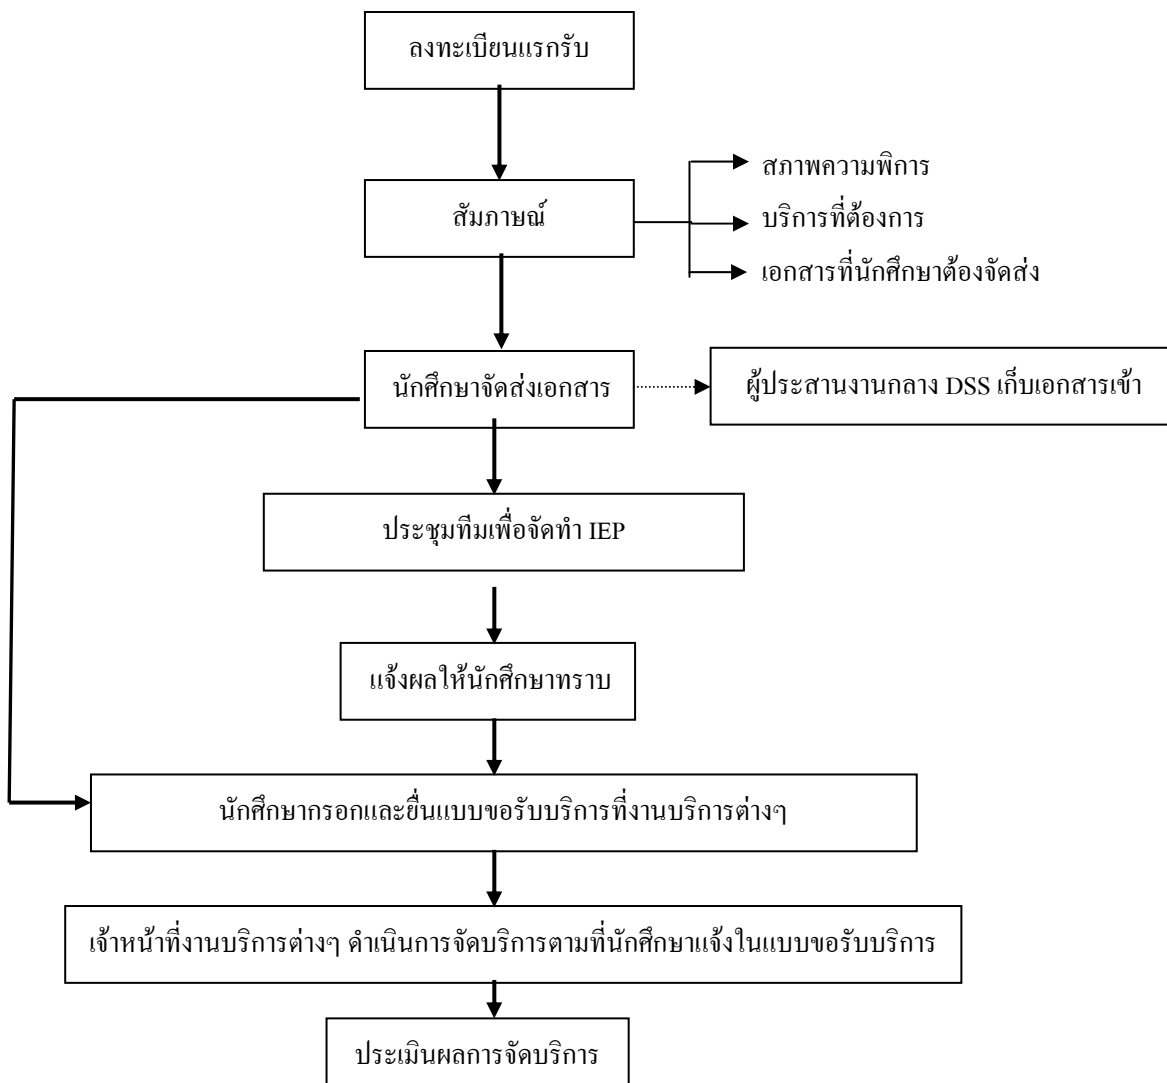 ลงทะเบียนแรกรับ
สัมภาษณ์
สภาพความพิการ
บริการที่ต้องการ
เอกสารที่นักศึกษาต้องจัดส่ง
นักศึกษาจัดส่งเอกสาร
ผู้ประสานงานกลาง DSS เก็บเอกสารเข้า
ประชุมทีมเพื่อจัดทำ IEP
แจ้งผลให้นักศึกษาทราบ
นักศึกษากรอกและยื่นแบบขอรับบริการที่งานบริการต่างๆ
เจ้าหน้าที่งานบริการต่างๆ ดำเนินการจัดบริการตามที่นักศึกษาแจ้งในแบบขอรับบริการ
ประเมินผลการจัดบริการ